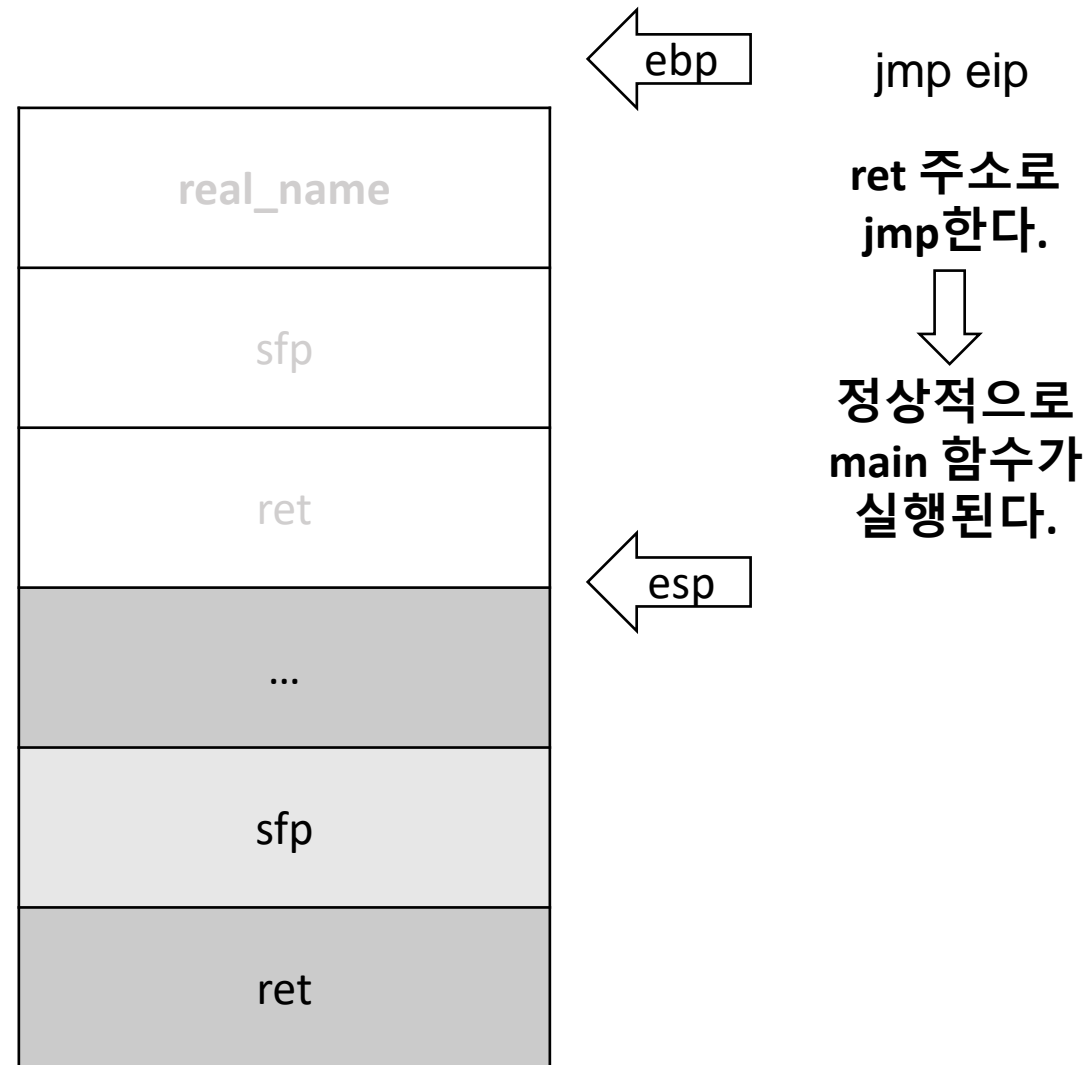 ebp
jmp eip
real_name
ret 주소로
jmp한다.
sfp
정상적으로
main 함수가
실행된다.
ret
esp
...
sfp
ret